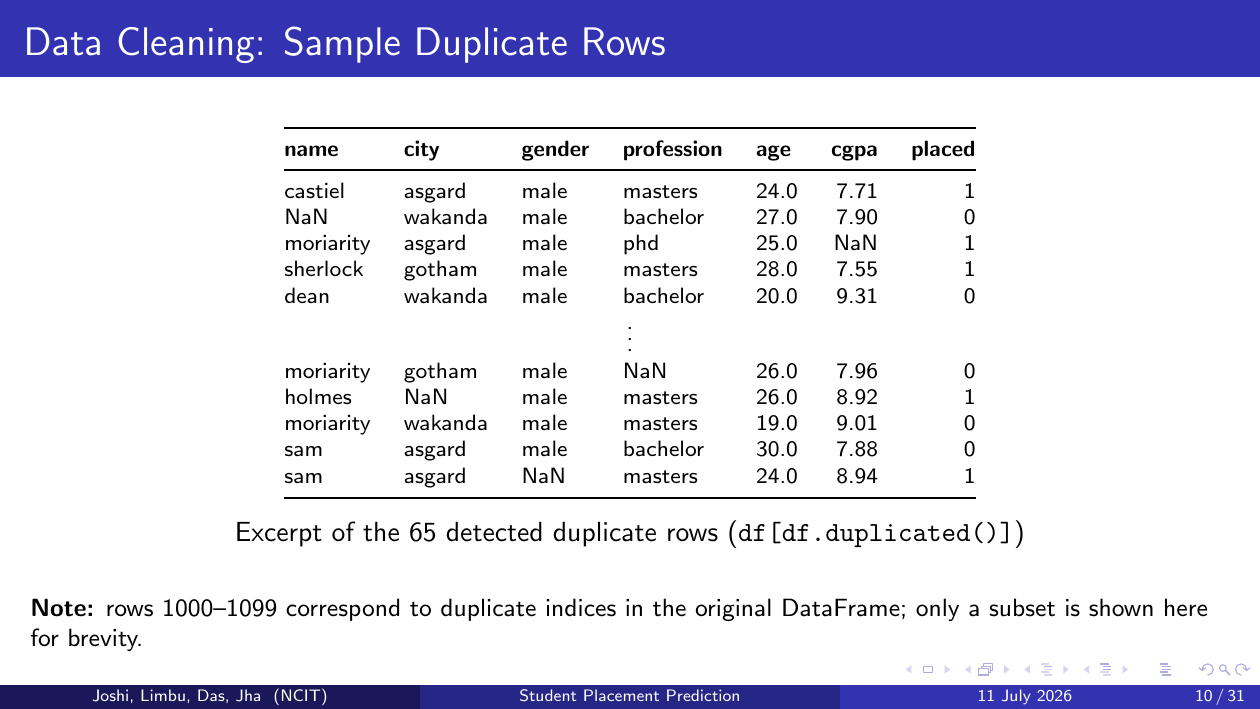 Data Cleaning: Sample Duplicate Rows
name city gender profession age cgpa placed
castiel asgard male masters 24.0 7.71 1
NaN wakanda male bachelor 27.0 7.90 0
moriarity asgard male phd 25.0 NaN 1
sherlock gotham male masters 28.0 7.55 1
dean wakanda male bachelor 20.0 9.31 0
⋮
moriarity gotham male NaN 26.0 7.96 0
holmes NaN male masters 26.0 8.92 1
moriarity wakanda male masters 19.0 9.01 0
sam asgard male bachelor 30.0 7.88 0
sam asgard NaN masters 24.0 8.94 1
Excerpt of the 65 detected duplicate rows (df[df.duplicated()])
Note: rows 1000–1099 correspond to duplicate indices in the original DataFrame; only a subset is shown here
for brevity.
Joshi, Limbu, Das, Jha (NCIT) Student Placement Prediction 11 July 2026 10 / 31